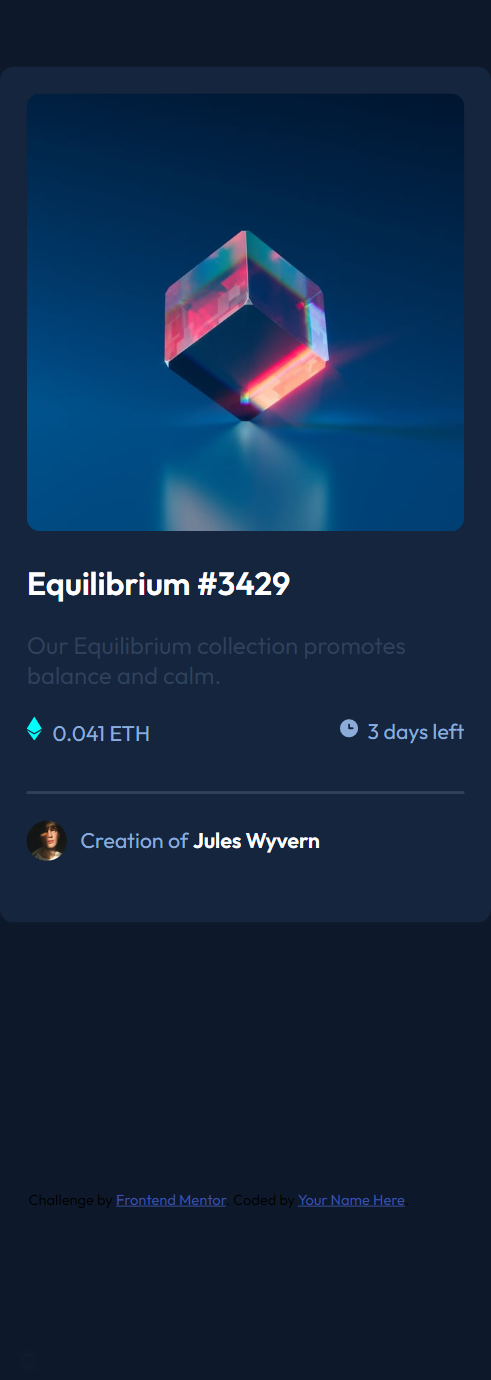 Equilibrium #3429
Our Equilibrium collection promotes
balance and calm.
0.041 ETH
3 days left
Creation of Jules Wyvern
Challenge by Frontend Mentor. Coded by Your Name Here.